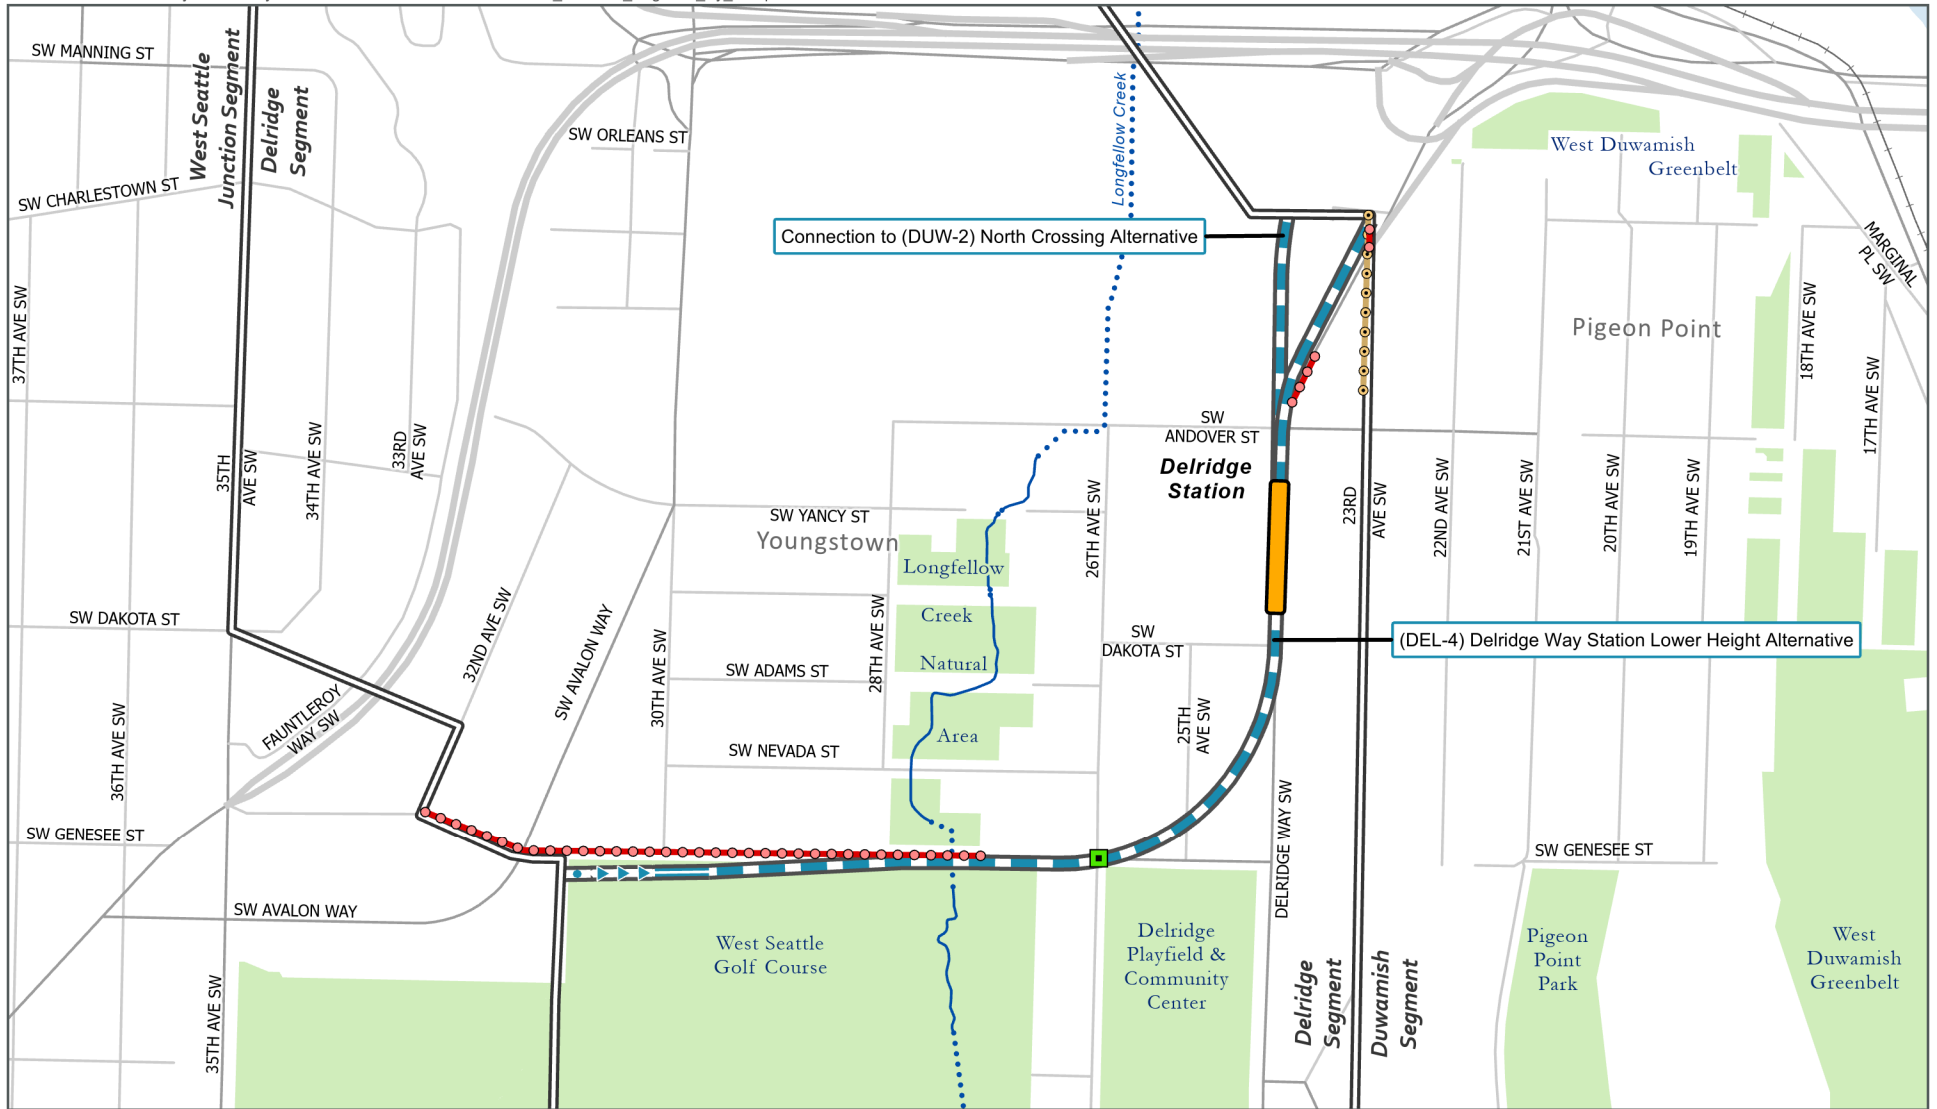 SW MANNING ST
West Seattle
Junction Segment
Delridge
Segment
SW ORLEANS ST
Longfellow Creek
West Duwamish
Greenbelt
SW CHARLESTOWN ST
Connection to (DUW-2) North Crossing Alternative
MARGINAL
PL SW
37TH AVE SW
Pigeon Point
18TH AVE SW
17TH AVE SW
35TH
AVE SW
34TH AVE SW
33RD
AVE SW
SW
ANDOVER ST
Delridge
Station
23RD
AVE SW
22ND AVE SW
21ST AVE SW
20TH AVE SW
19TH AVE SW
SW YANCY ST
Youngstown
26TH AVE SW
Longfellow
Creek
Natural
Area
SW DAKOTA ST
32ND AVE SW
SW AVALON WAY
30TH AVE SW
28TH AVE SW
SW ADAMS ST
SW
DAKOTA ST
(DEL-4) Delridge Way Station Lower Height Alternative
36TH AVE SW
FAUNTLEROY
WAY SW
SW NEVADA ST
25TH
AVE SW
DELRIDGE WAY SW
SW GENESEE ST
SW GENESEE ST
SW AVALON WAY
35TH AVE SW
West Seattle
Golf Course
Delridge
Playfield &
Community
Center
Delridge
Segment
Duwamish
Segment
Pigeon
Point
Park
West
Duwamish
Greenbelt